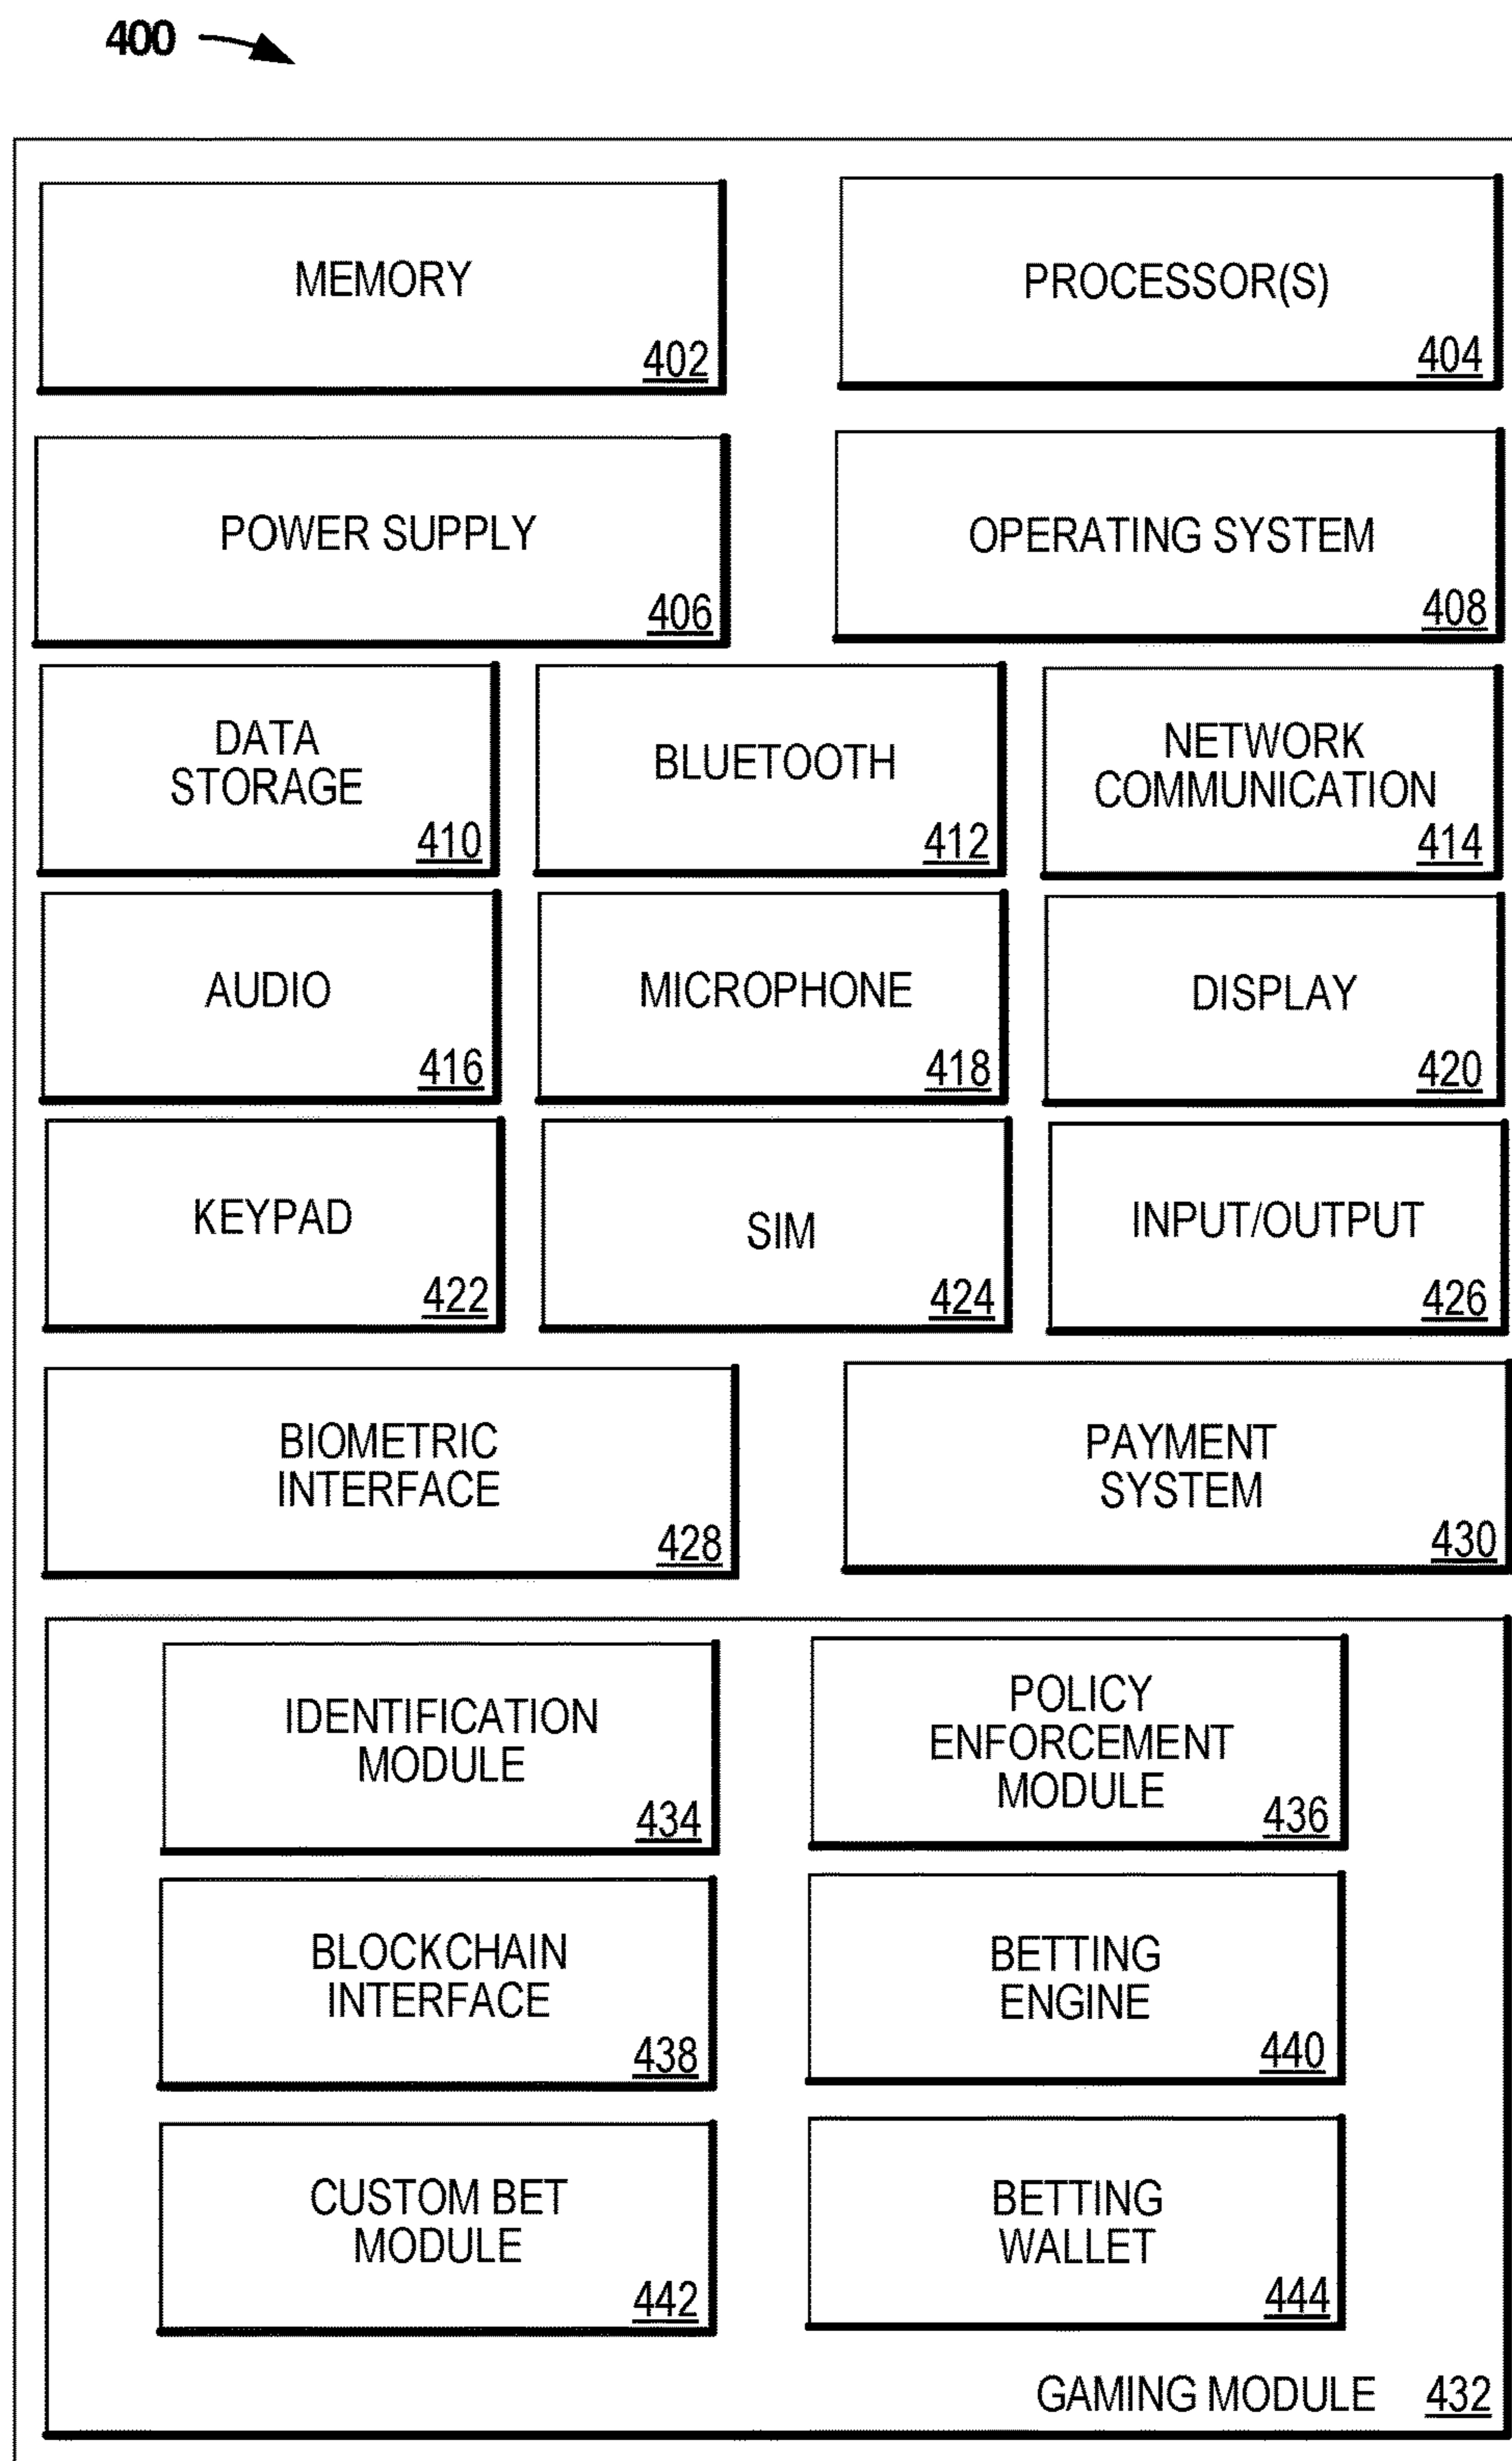 400
MEMORY
402
PROCESSOR(S)
404
POWER SUPPLY
406
OPERATING SYSTEM
408
DATA
STORAGE
410
BLUETOOTH
412
NETWORK
COMMUNICATION
414
AUDIO
416
MICROPHONE
418
DISPLAY
420
KEYPAD
422
SIM
424
INPUT/OUTPUT
426
BIOMETRIC
INTERFACE
428
PAYMENT
SYSTEM
430
IDENTIFICATION
MODULE
434
POLICY
ENFORCEMENT
MODULE
436
BLOCKCHAIN
INTERFACE
438
BETTING
ENGINE
440
CUSTOM BET
MODULE
442
BETTING
WALLET
444
GAMING MODULE 432